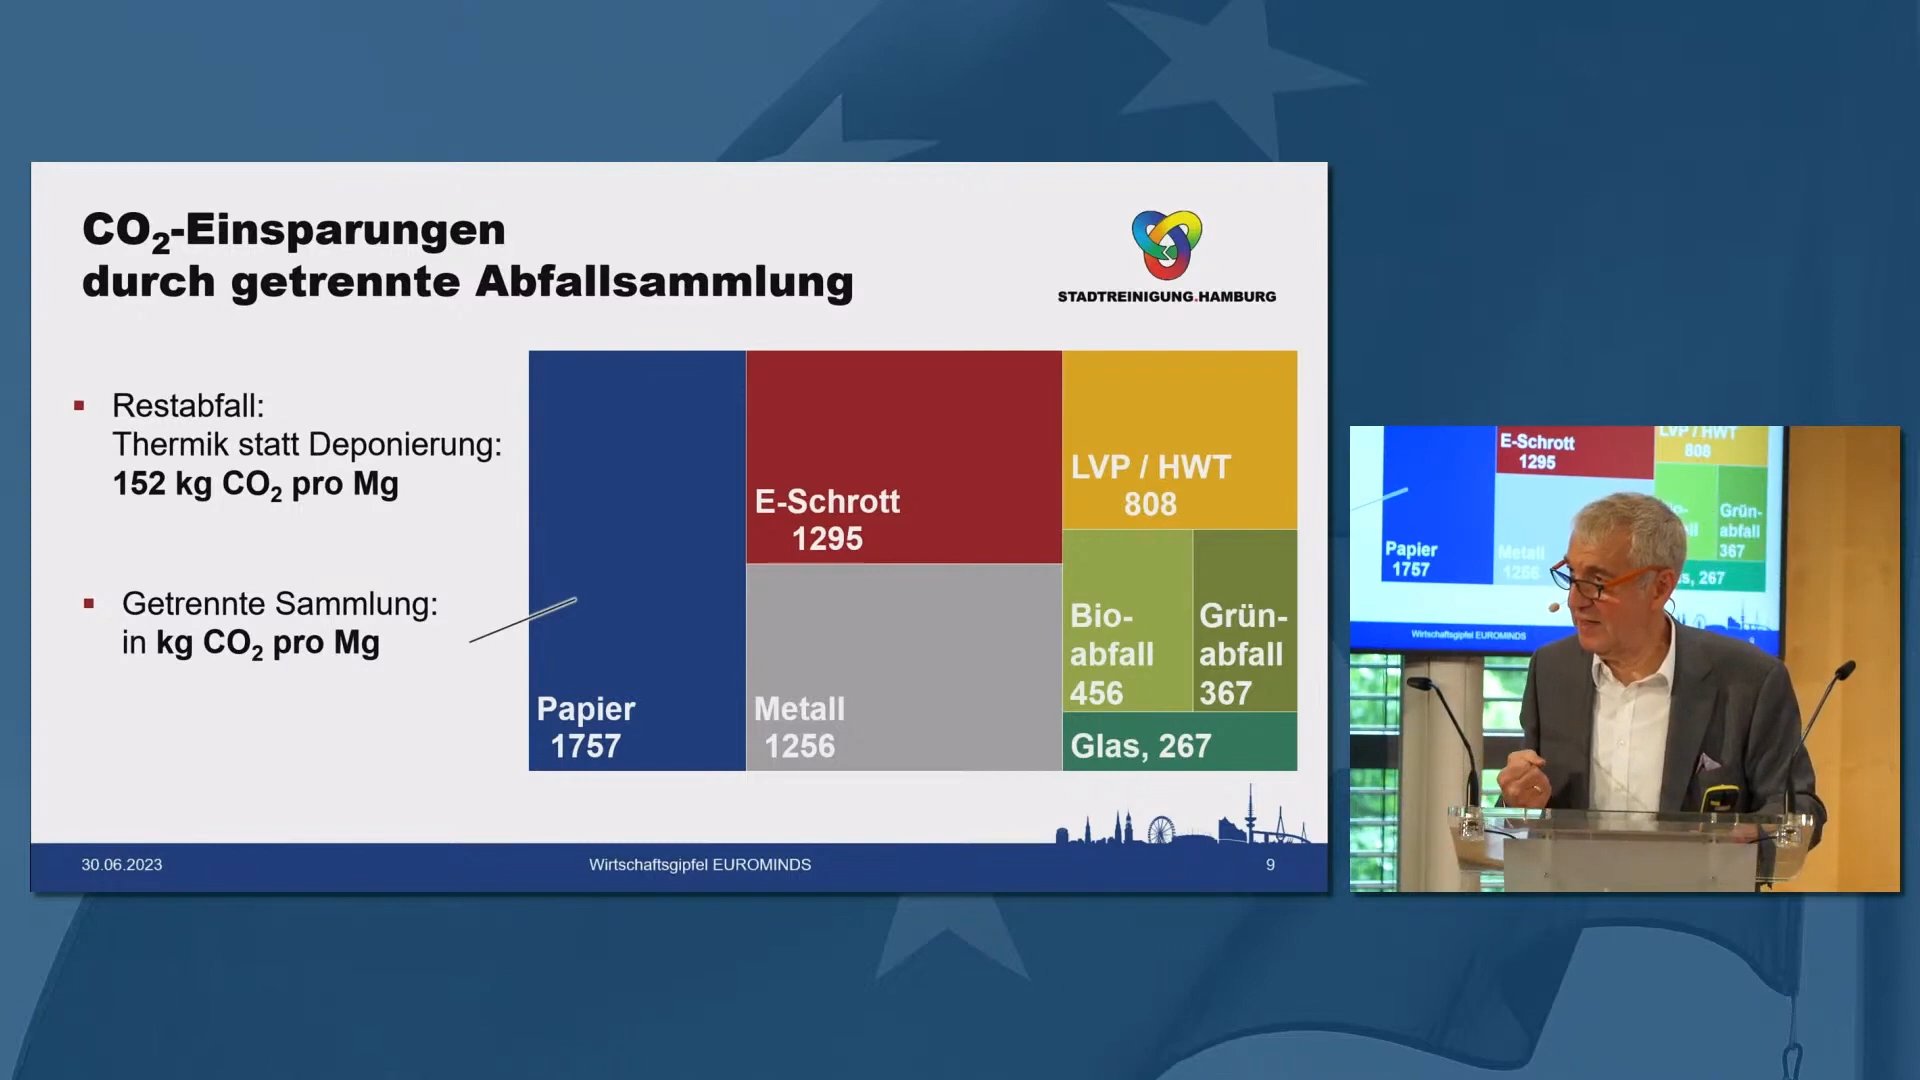 CO₂-Einsparungen
durch getrennte Abfallsammlung
STADTREINIGUNG.HAMBURG
Restabfall:
Thermik statt Deponierung:
152 kg CO₂ pro Mg
Getrennte Sammlung:
in kg CO₂ pro Mg
Papier
1757
E-Schrott
1295
Metall
1256
LVP / HWT
808
Bio-
abfall
456
Grün-
abfall
367
Glas, 267
30.06.2023
Wirtschaftsgipfel EUROMINDS
9
E-Schrott
1295
LVP / HWT
808
Grün-
abfall
367
Papier
1757
Metall
1256
Wirtschaftsgipfel EUROMINDS